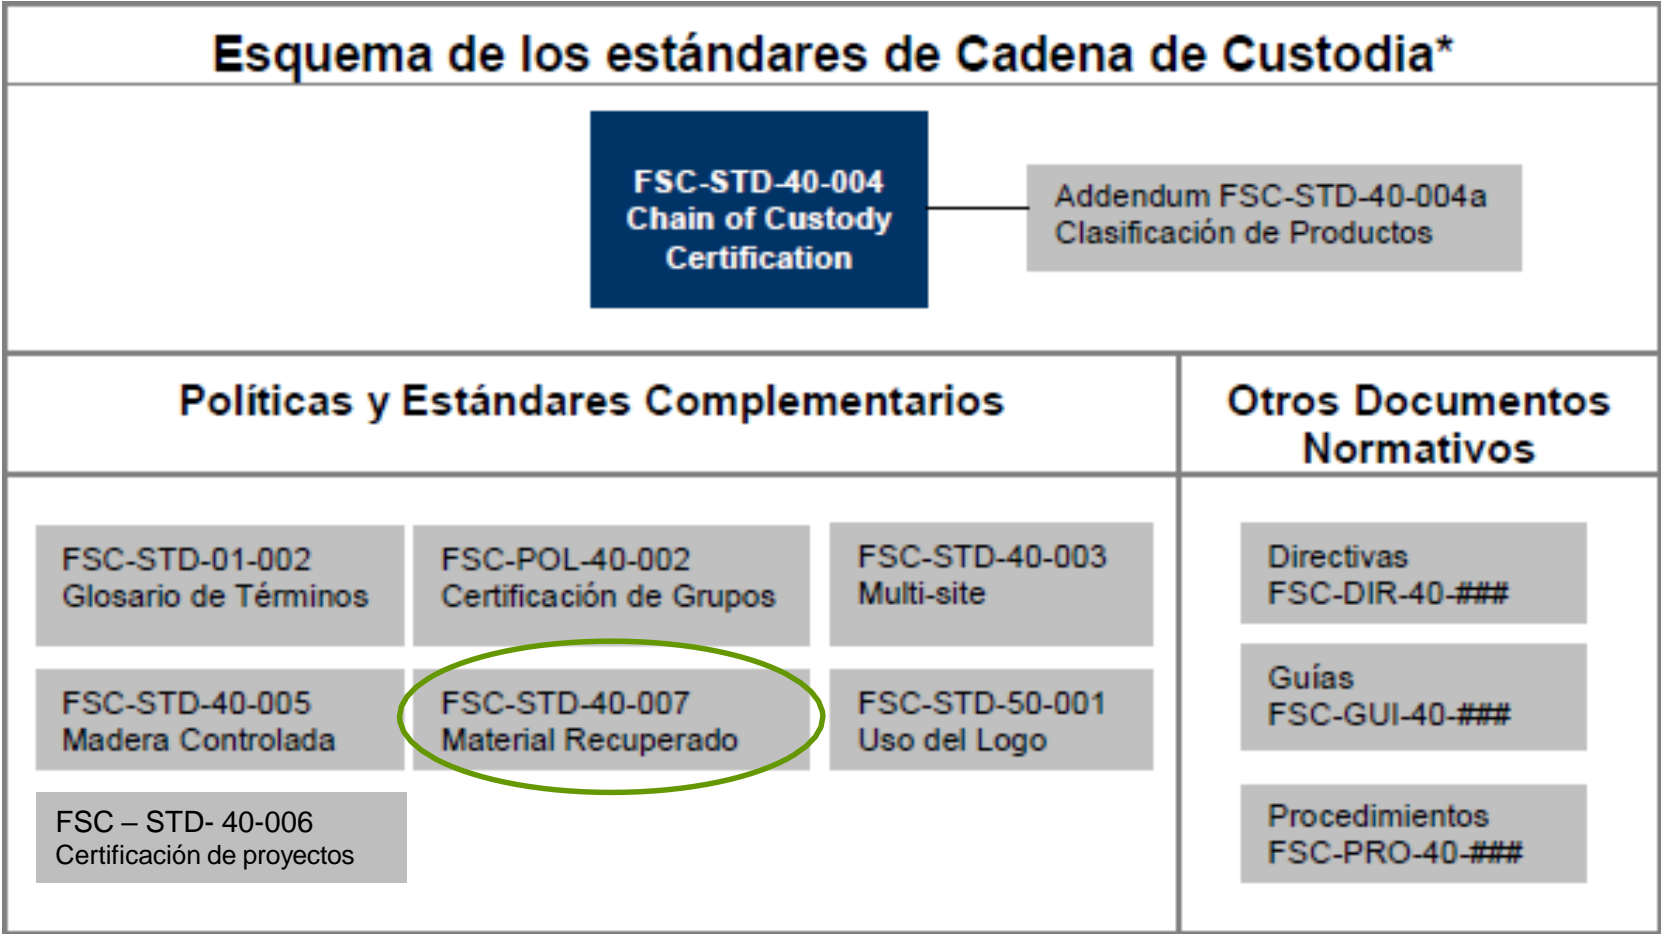 Esquema de los estándares de Cadena de Custodia*
FSC-STD-40-004
Chain of Custody
Certification
Addendum FSC-STD-40-004a
Clasificación de Productos
Políticas y Estándares Complementarios
Otros Documentos
Normativos
FSC-STD-01-002
Glosario de Términos
FSC-POL-40-002
Certificación de Grupos
FSC-STD-40-003
Multi-site
FSC-STD-40-005
Madera Controlada
FSC-STD-40-007
Material Recuperado
FSC-STD-50-001
Uso del Logo
FSC – STD- 40-006
Certificación de proyectos
Directivas
FSC-DIR-40-###
Guías
FSC-GUI-40-###
Procedimientos
FSC-PRO-40-###